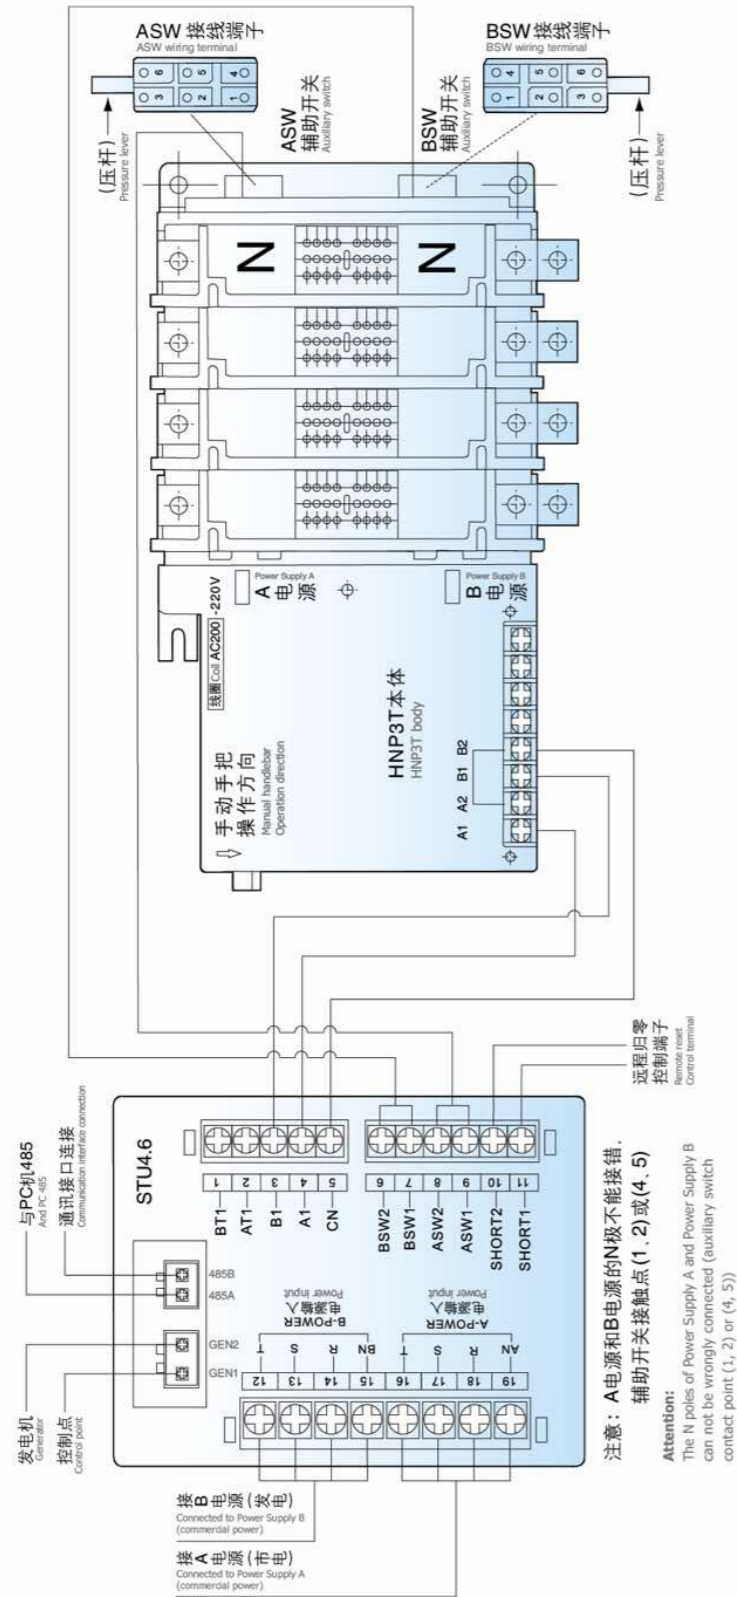 ASW 接线端子
ASW wiring terminal
6 5 4
3 2 1
(压杆)
Pressure lever
ASW
辅助开关
Auxiliary switch
BSW 接线端子
BSW wiring terminal
4 5 6
1 2 3
(压杆)
Pressure lever
BSW
辅助开关
Auxiliary switch
N
N
线圈 Coil AC200 -220V
Power Supply A
A
电
源
Power Supply B
B
电
源
手动手把
操作方向
Manual handlebar
Operation direction
HNP3T本体
HNP3T body
A1 A2 B1 B2
与PC机485
And PC 485
通讯接口连接
Communication interface connection
发电机
Generator
控制点
Control point
STU4.6
485B
485A
GEN2
GEN1
1 2 3 4 5
BT1
AT1
B1
A1
CN
6 7 8 9 10 11
BSW2
BSW1
ASW2
ASW1
SHORT2
SHORT1
B-POWER
电源输入
Power input
T S R BN
12 13 14 15
A-POWER
电源输入
Power input
T S R AN
16 17 18 19
远程归零
控制端子
Remote reset
Control terminal
接B电源(发电)
Connected to Power Supply B
(commercial power)
接A电源(市电)
Connected to Power Supply A
(commercial power)
注意：A电源和B电源的N极不能接错.
辅助开关接触点(1、2)或(4、5)
Attention:
The N poles of Power Supply A and Power Supply B
can not be wrongly connected (auxiliary switch
contact point (1, 2) or (4, 5))